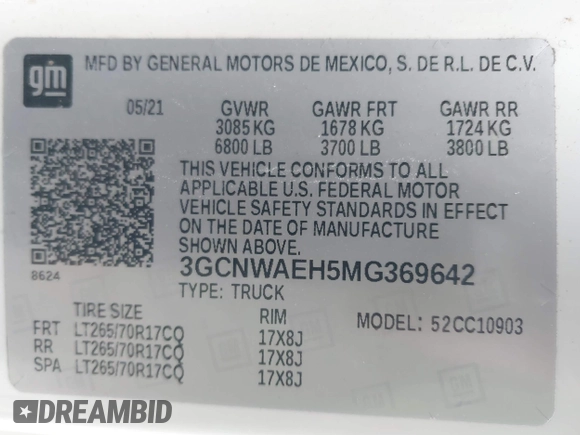 gm
MFD BY GENERAL MOTORS DE MEXICO, S. DE R.L. DE C.V.
05/21 GVWR GAWR FRT GAWR RR
3085 KG 1678 KG 1724 KG
6800 LB 3700 LB 3800 LB
THIS VEHICLE CONFORMS TO ALL
APPLICABLE U.S. FEDERAL MOTOR
VEHICLE SAFETY STANDARDS IN EFFECT
ON THE DATE OF MANUFACTURE
SHOWN ABOVE.
8624
3GCNWAEH5MG369642
TYPE: TRUCK
TIRE SIZE RIM MODEL: 52CC10903
FRT LT265/70R17CQ 17X8J
RR LT265/70R17CQ 17X8J
SPA LT265/70R17CQ 17X8J
DREAMBID